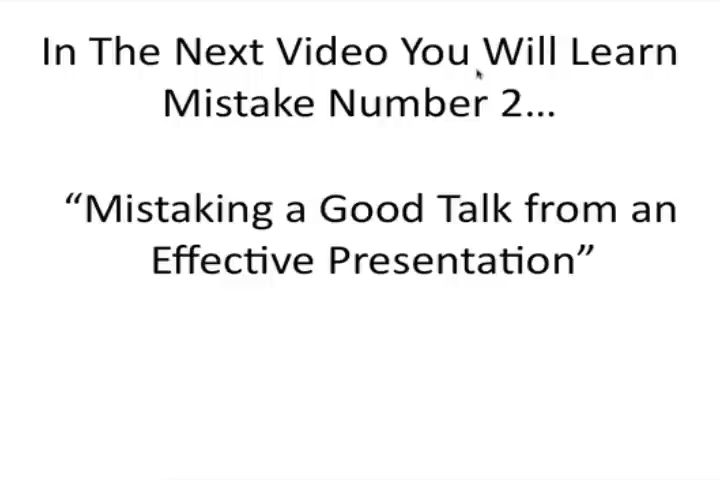 In The Next Video You Will Learn
Mistake Number 2...
“Mistaking a Good Talk from an
Effective Presentation”